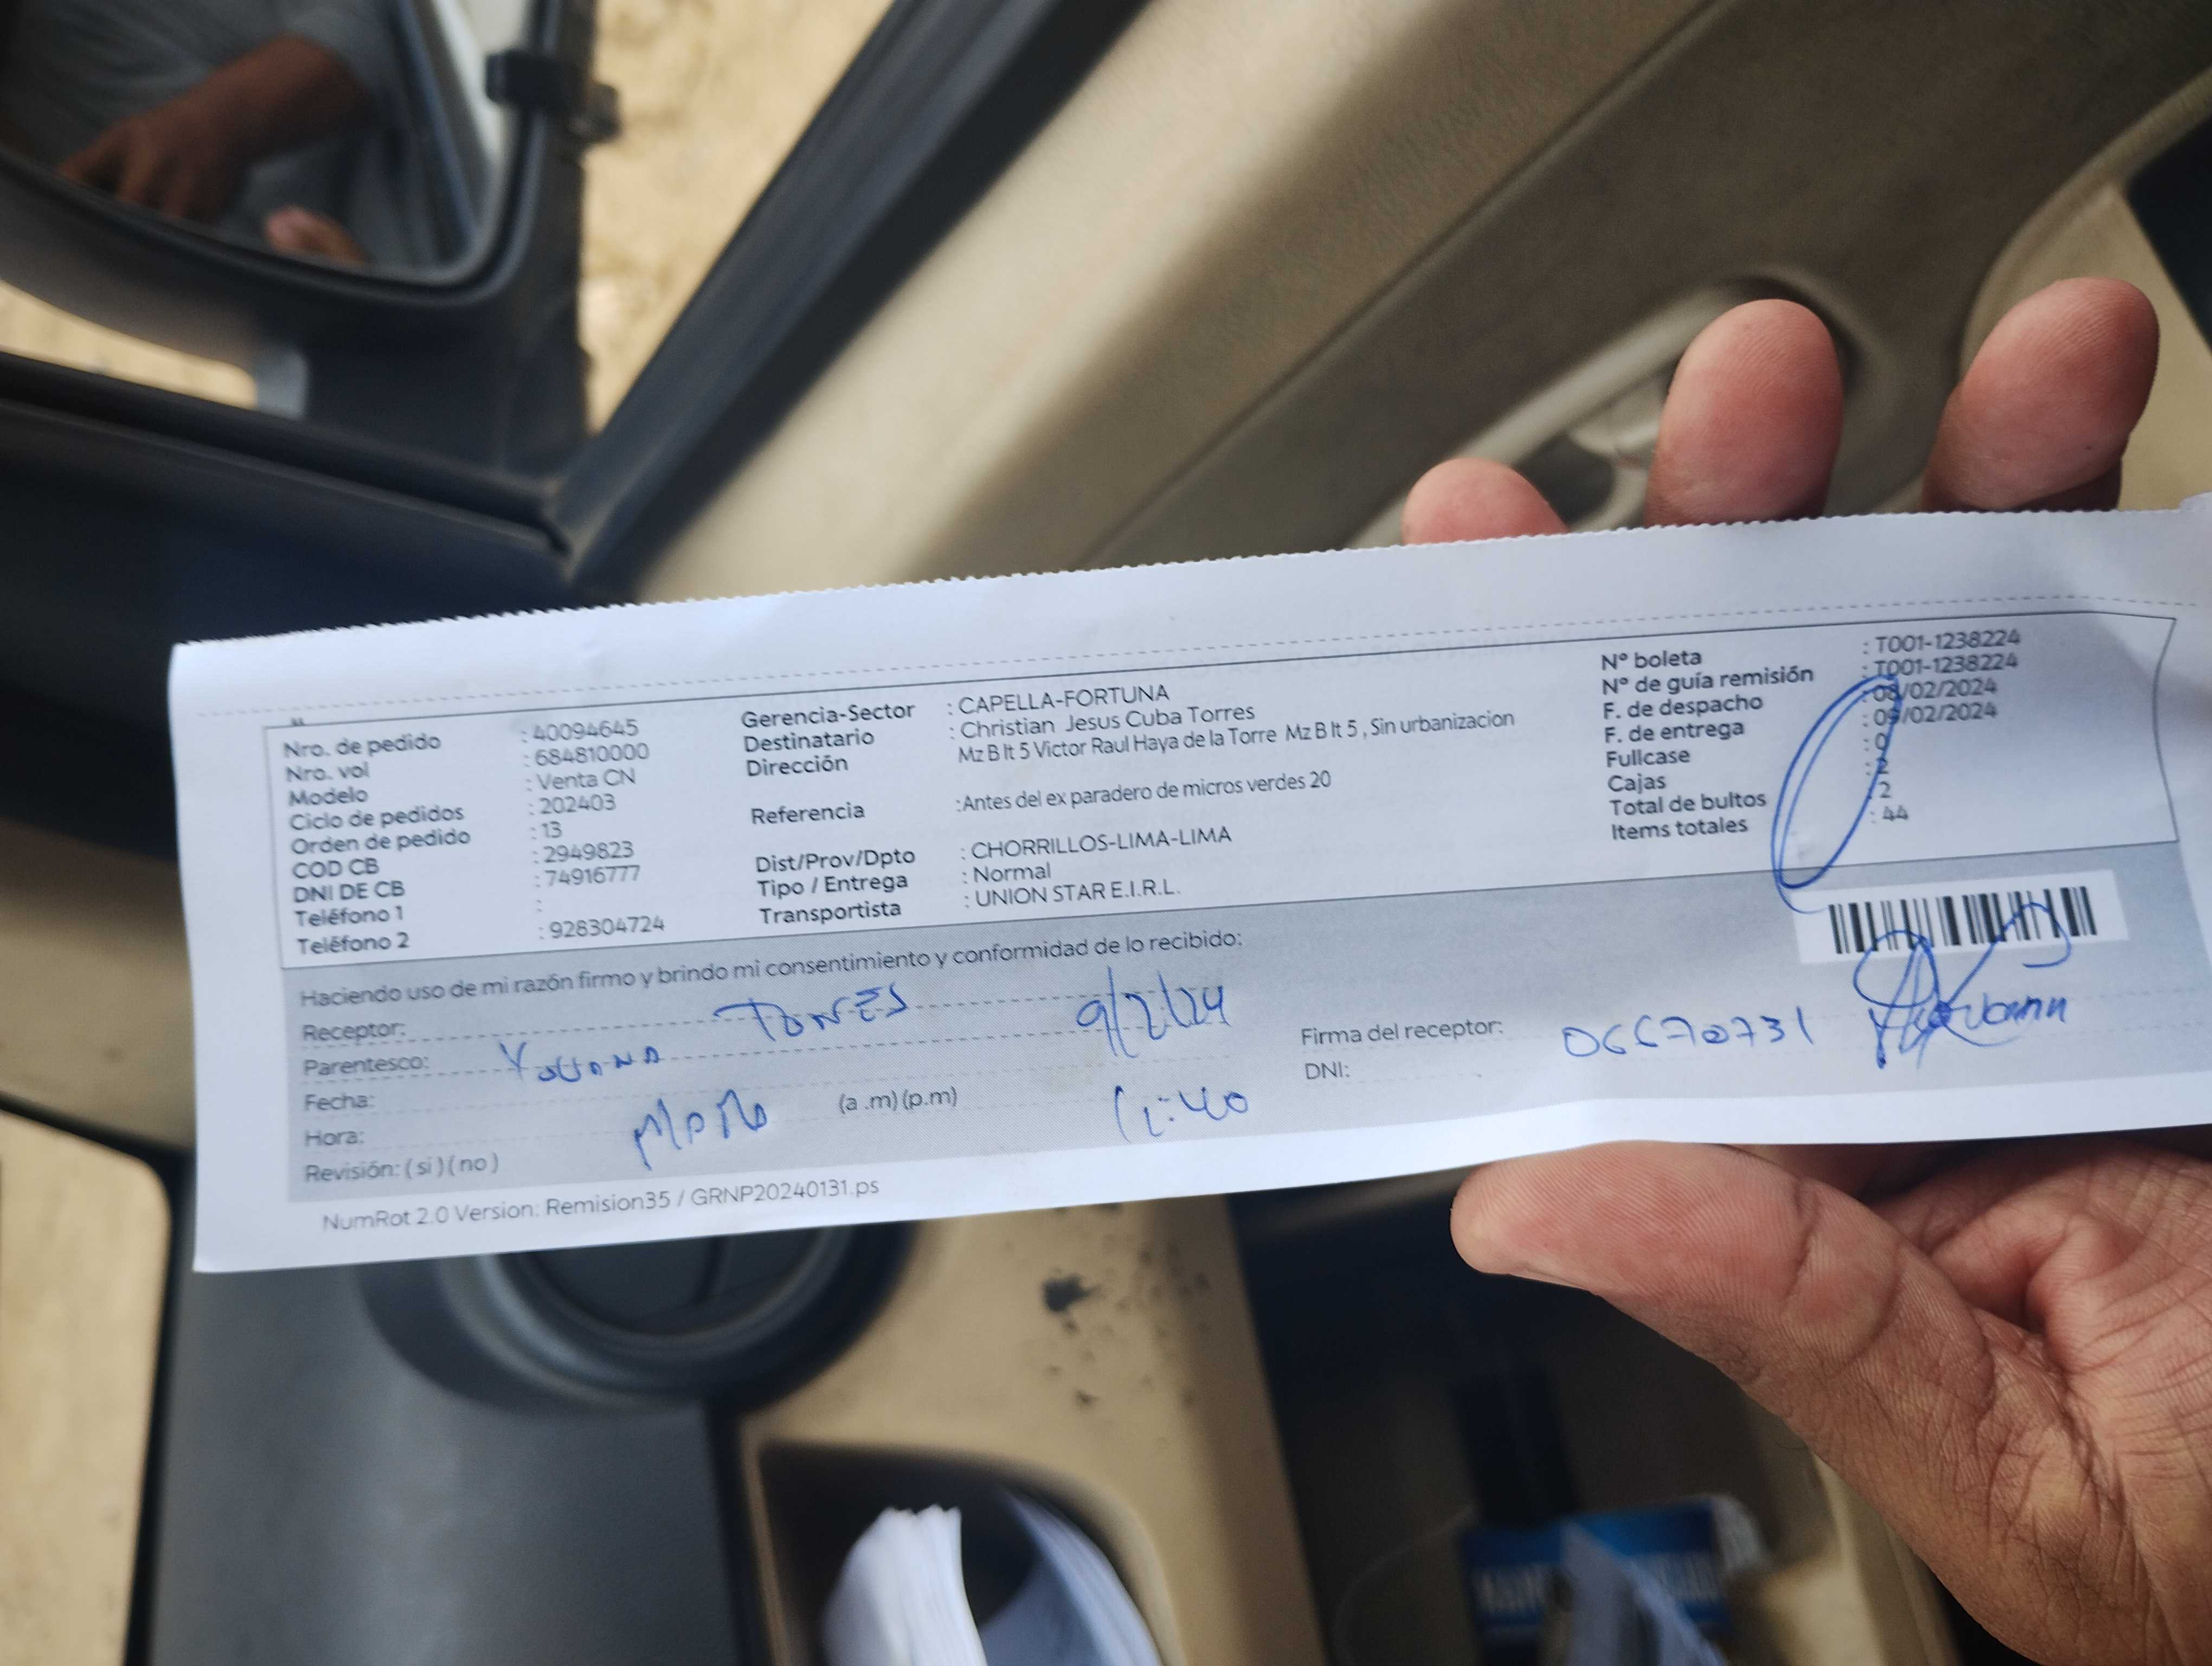 Nro. de pedido : 40094645
Nro. vol : 684810000
Modelo : Venta CN
Ciclo de pedidos : 202403
Orden de pedido : 13
COD CB : 2949823
DNI DE CB : 74916777
Teléfono 1 :
Teléfono 2 : 928304724
Gerencia-Sector : CAPELLA-FORTUNA
Destinatario : Christian Jesus Cuba Torres
Dirección : Mz B lt 5 Victor Raul Haya de la Torre Mz B lt 5 , Sin urbanizacion
Referencia : Antes del ex paradero de micros verdes 20
Dist/Prov/Dpto : CHORRILLOS-LIMA-LIMA
Tipo / Entrega : Normal
Transportista : UNION STAR E.I.R.L.
N° boleta : T001-1238224
N° de guía remisión : T001-1238224
F. de despacho : 08/02/2024
F. de entrega : 09/02/2024
Fullcase : 0
Cajas : 2
Total de bultos : 2
Items totales : 44
Haciendo uso de mi razón firmo y brindo mi consentimiento y conformidad de lo recibido:
Receptor:
Parentesco:
Fecha: 9/2/24
Hora: (a .m) (p.m)
Revisión: ( si ) ( no )
Firma del receptor:
DNI: 06670731
NumRot 2.0 Version: Remision35 / GRNP20240131.ps